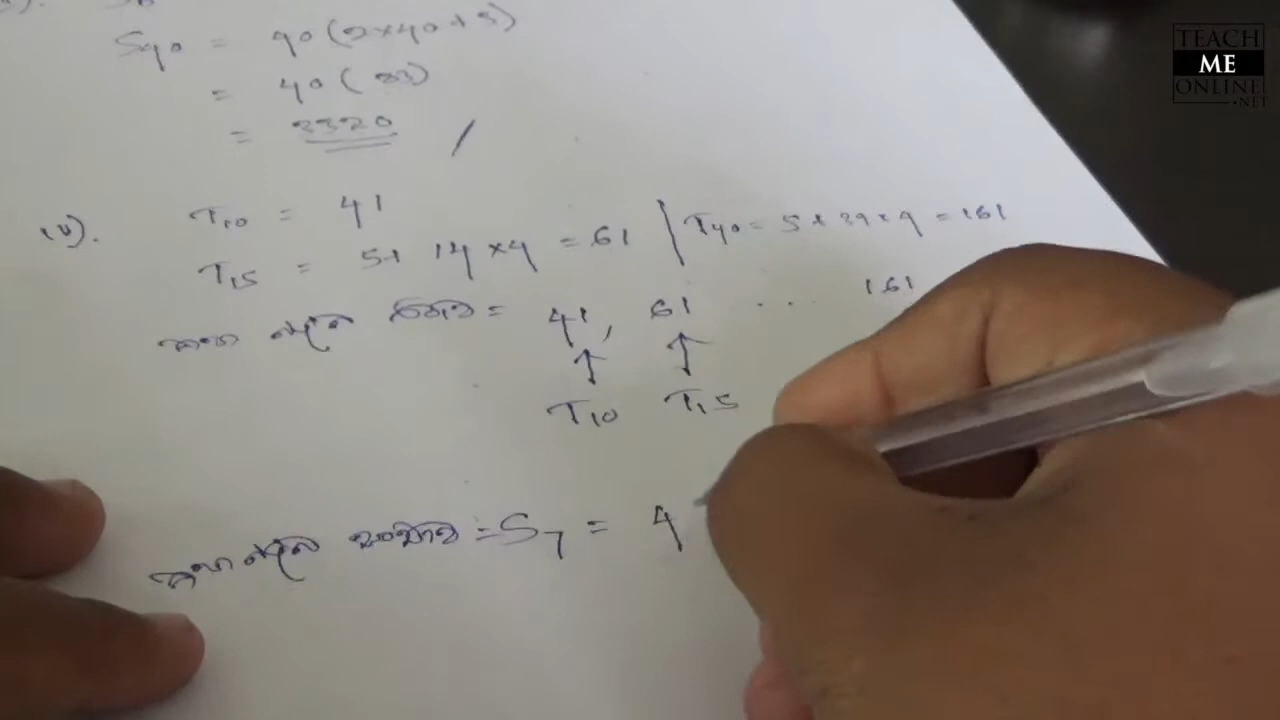 TEACH
ME
ONLINE
.NET
S40 = 40(2×40+3)
= 40(83)
= 3320 /
(v). T10 = 41
T15 = 5+ 14×4 = 61 | T40 = 5+39×4 = 161
= 41, 61 ... 161
↑ ↑
T10 T15
= S7 = 4